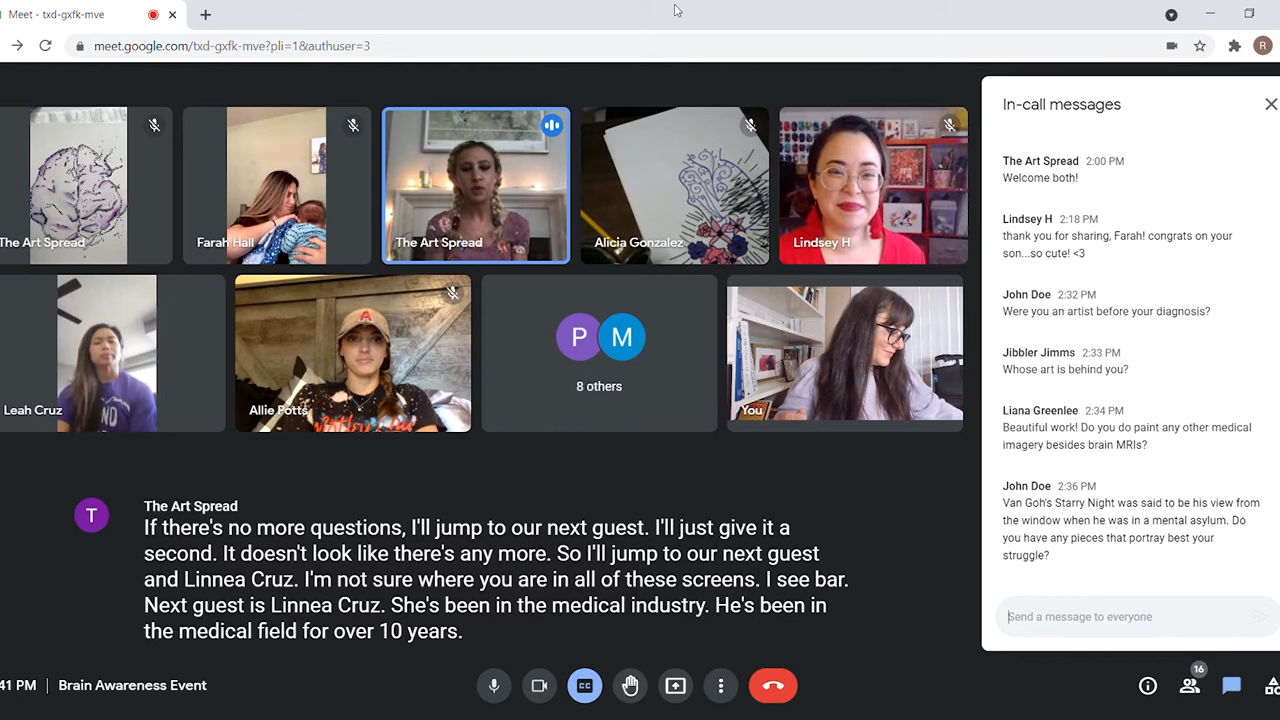 Meet - txd-gxfk-mve
meet.google.com/txd-gxfk-mve?pli=1&authuser=3
R
The Art Spread
Farah Hall
The Art Spread
Alicia Gonzalez
Lindsey H
Leah Cruz
A
Allie Potts
P M
8 others
You
In-call messages
The Art Spread 2:00 PM
Welcome both!
Lindsey H 2:18 PM
thank you for sharing, Farah! congrats on your
son...so cute! <3
John Doe 2:32 PM
Were you an artist before your diagnosis?
Jibbler Jimms 2:33 PM
Whose art is behind you?
Liana Greenlee 2:34 PM
Beautiful work! Do you do paint any other medical
imagery besides brain MRIs?
John Doe 2:36 PM
Van Goh's Starry Night was said to be his view from
the window when he was in a mental asylum. Do
you have any pieces that portray best your
struggle?
Send a message to everyone
T
The Art Spread
If there's no more questions, I'll jump to our next guest. I'll just give it a
second. It doesn't look like there's any more. So I'll jump to our next guest
and Linnea Cruz. I'm not sure where you are in all of these screens. I see bar.
Next guest is Linnea Cruz. She's been in the medical industry. He's been in
the medical field for over 10 years.
41 PM | Brain Awareness Event
CC
16